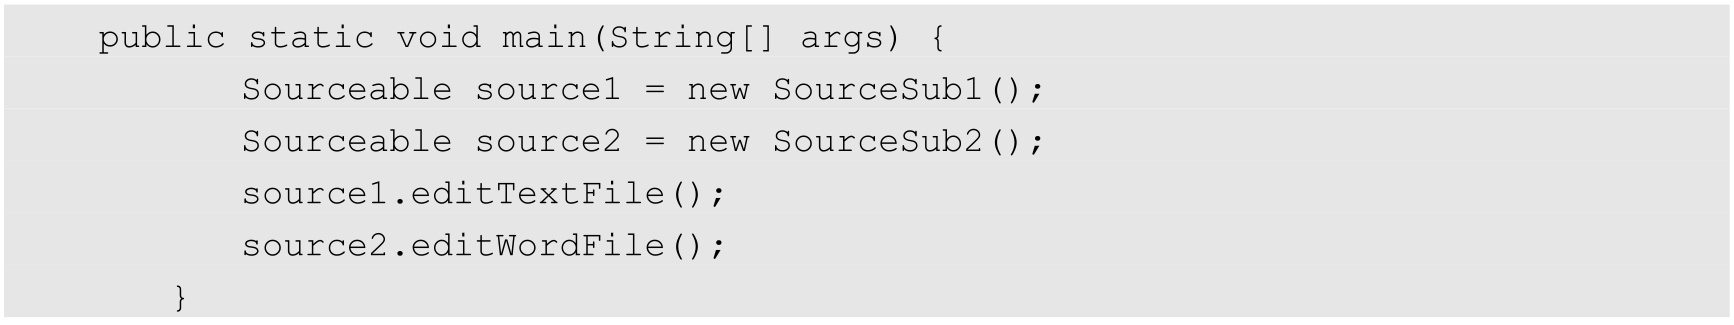 public static void main(String[] args) {
Sourceable source1 = new SourceSub1();
Sourceable source2 = new SourceSub2();
source1.editTextFile();
source2.editWordFile();
}